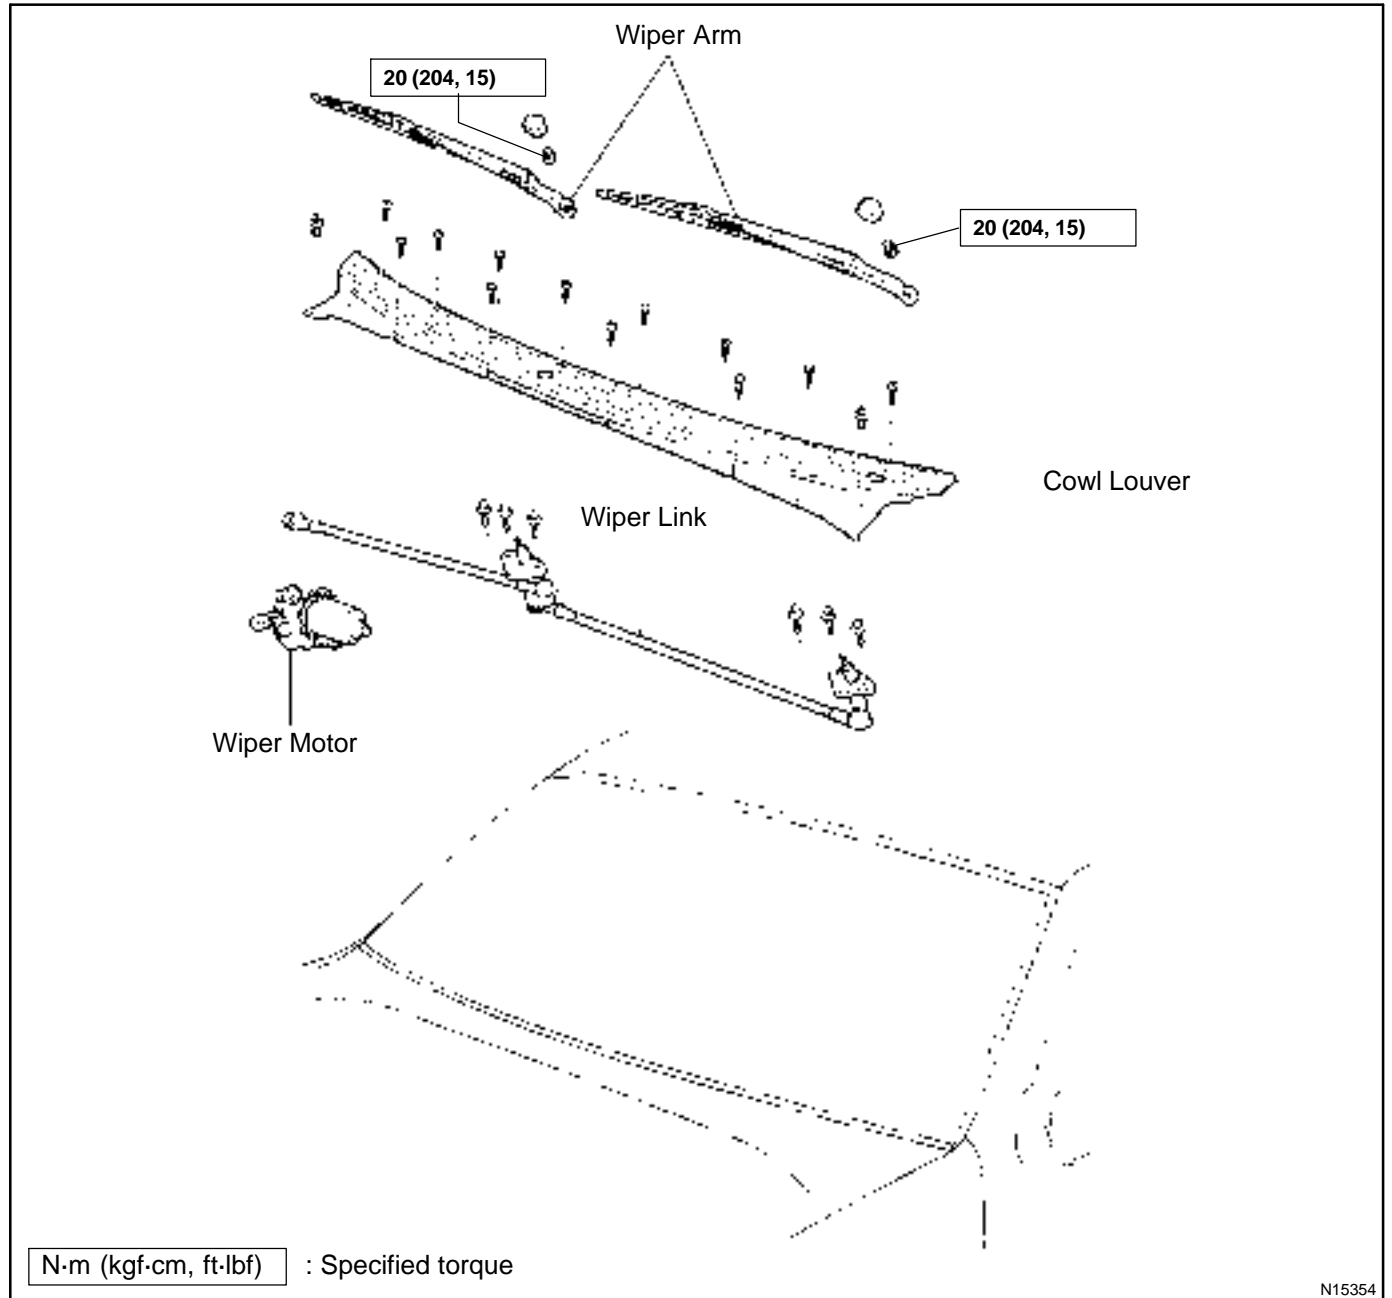 Wiper Arm
20 (204, 15)
20 (204, 15)
Cowl Louver
Wiper Link
Wiper Motor
N·m (kgf·cm, ft·lbf) : Specified torque
N15354